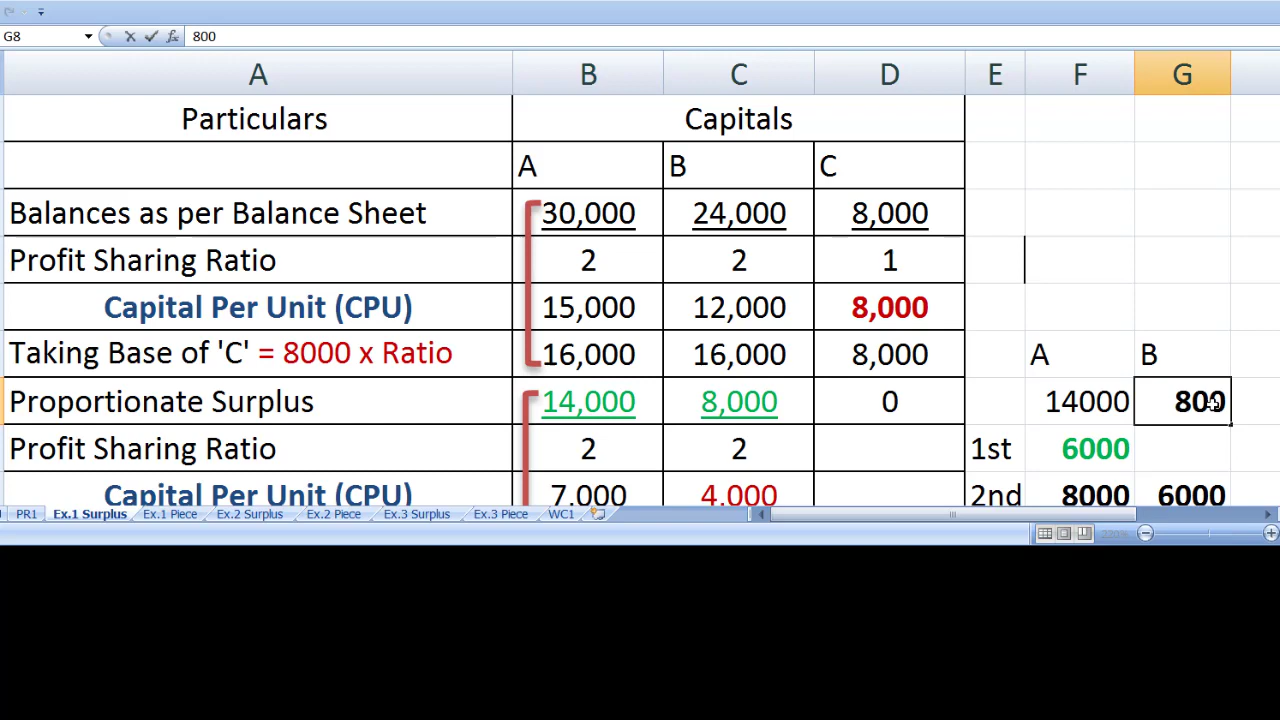 G8 fx 800
A B C D E F G
Particulars Capitals
A B C
Balances as per Balance Sheet 30,000 24,000 8,000
Profit Sharing Ratio 2 2 1
Capital Per Unit (CPU) 15,000 12,000 8,000
Taking Base of 'C' = 8000 x Ratio 16,000 16,000 8,000 A B
Proportionate Surplus 14,000 8,000 0 14000 800
Profit Sharing Ratio 2 2 1st 6000
Capital Per Unit (CPU) 7,000 4,000 2nd 8000 6000
PR1 Ex.1 Surplus Ex.1 Piece Ex.2 Surplus Ex.2 Piece Ex.3 Surplus Ex.3 Piece WC1